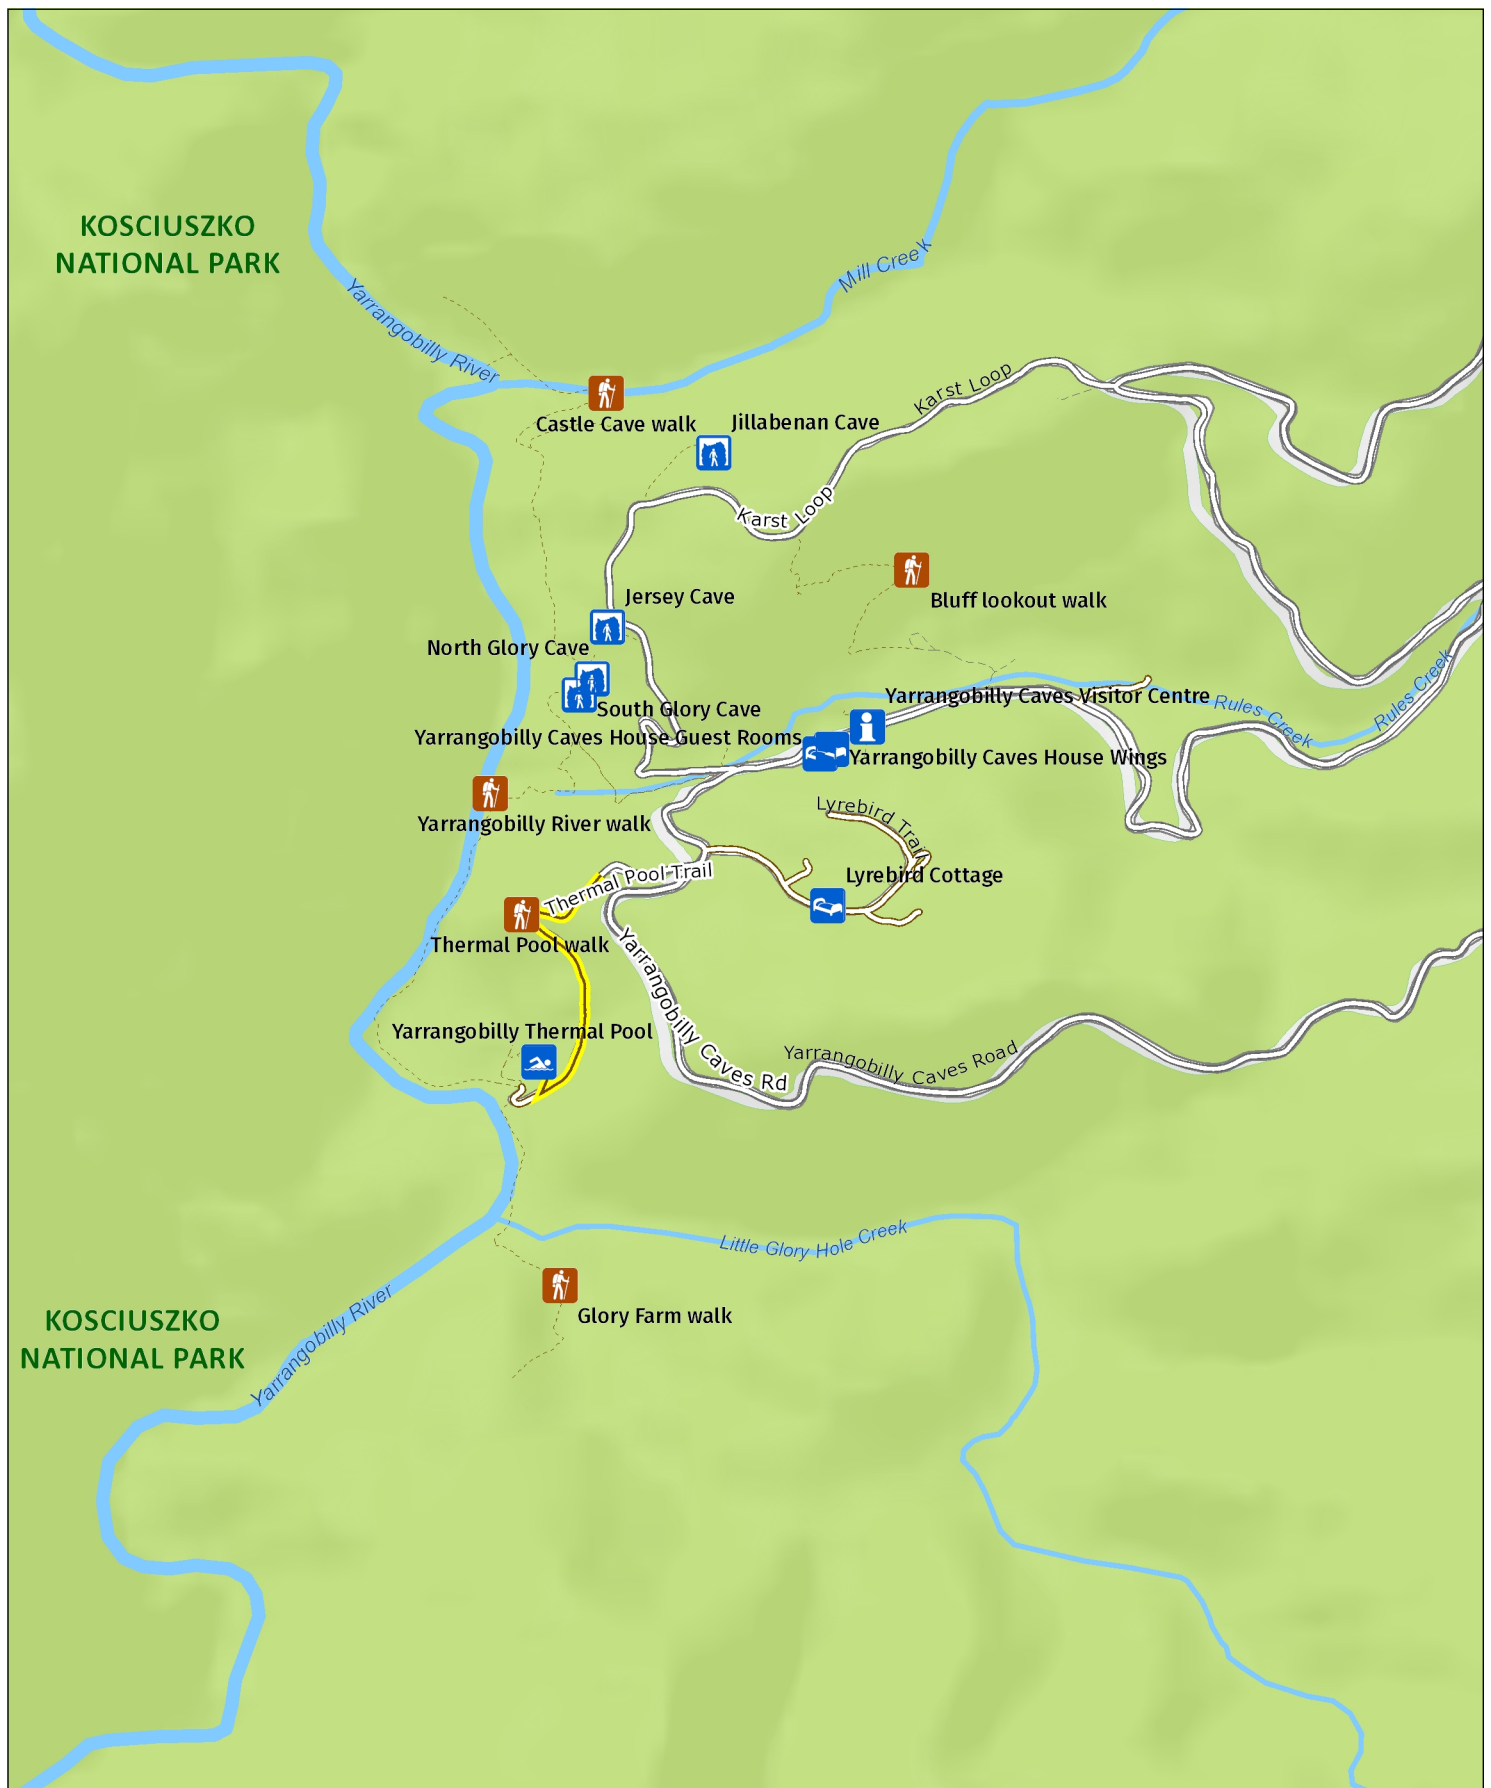 KOSCIUSZKO
NATIONAL PARK
Mill Creek
Yarrangobilly River
Karst Loop
Castle Cave walk
Jillabenan Cave
Karst Loop
Jersey Cave
Bluff lookout walk
North Glory Cave
Rules Creek
Yarrangobilly Caves Visitor Centre
South Glory Cave
Rules Creek
Yarrangobilly Caves House Guest Rooms
Yarrangobilly Caves House Wings
Yarrangobilly River walk
Lyrebird Trail
Thermal Pool Trail
Lyrebird Cottage
Thermal Pool walk
Yarrangobilly Caves Rd
Yarrangobilly Thermal Pool
Yarrangobilly Caves Road
Little Glory Hole Creek
Glory Farm walk
KOSCIUSZKO
NATIONAL PARK
Yarrangobilly River